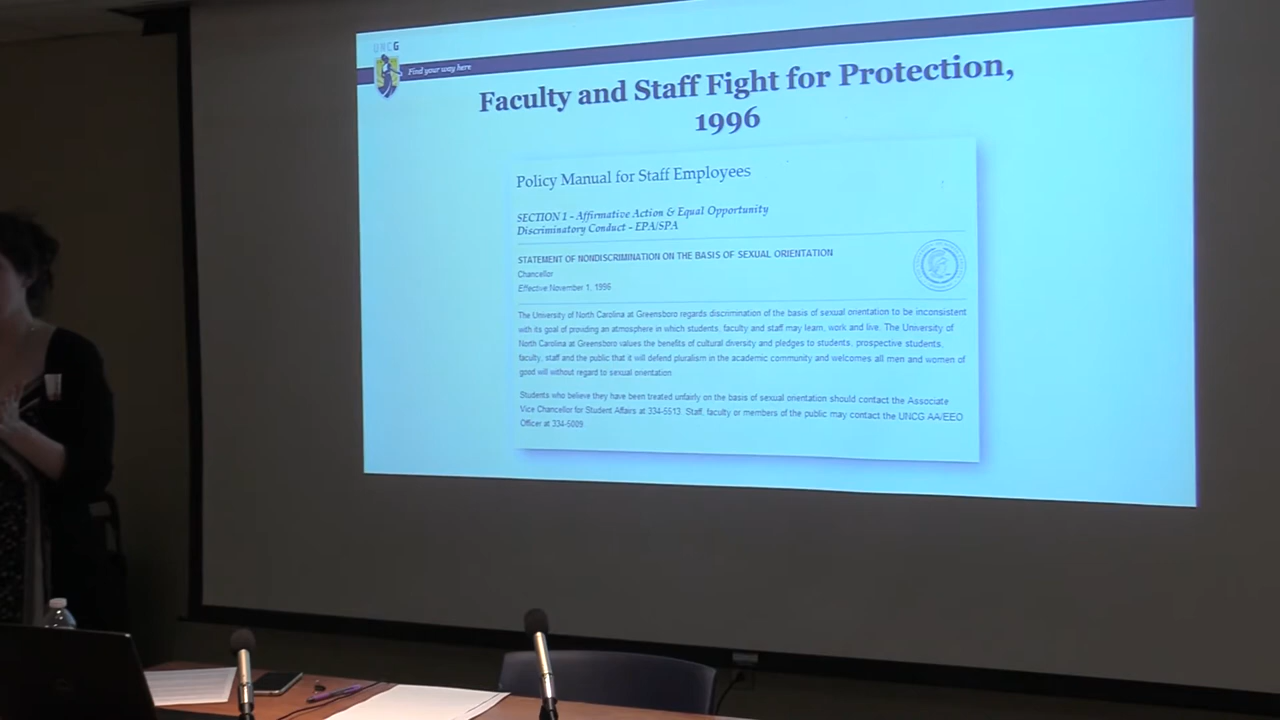 UNCG
Find your way here
Faculty and Staff Fight for Protection,
1996
Policy Manual for Staff Employees
SECTION 1 - Affirmative Action & Equal Opportunity
Discriminatory Conduct - EPA/SPA
STATEMENT OF NONDISCRIMINATION ON THE BASIS OF SEXUAL ORIENTATION
Chancellor
Effective November 1, 1996
The University of North Carolina at Greensboro regards discrimination of the basis of sexual orientation to be inconsistent
with its goal of providing an atmosphere in which students, faculty and staff may learn, work and live. The University of
North Carolina at Greensboro values the benefits of cultural diversity and pledges to students, prospective students,
faculty, staff and the public that it will defend pluralism in the academic community and welcomes all men and women of
good will without regard to sexual orientation.
Students who believe they have been treated unfairly on the basis of sexual orientation should contact the Associate
Vice Chancellor for Student Affairs at 334-5513. Staff, faculty or members of the public may contact the UNCG AA/EEO
Officer at 334-5009.